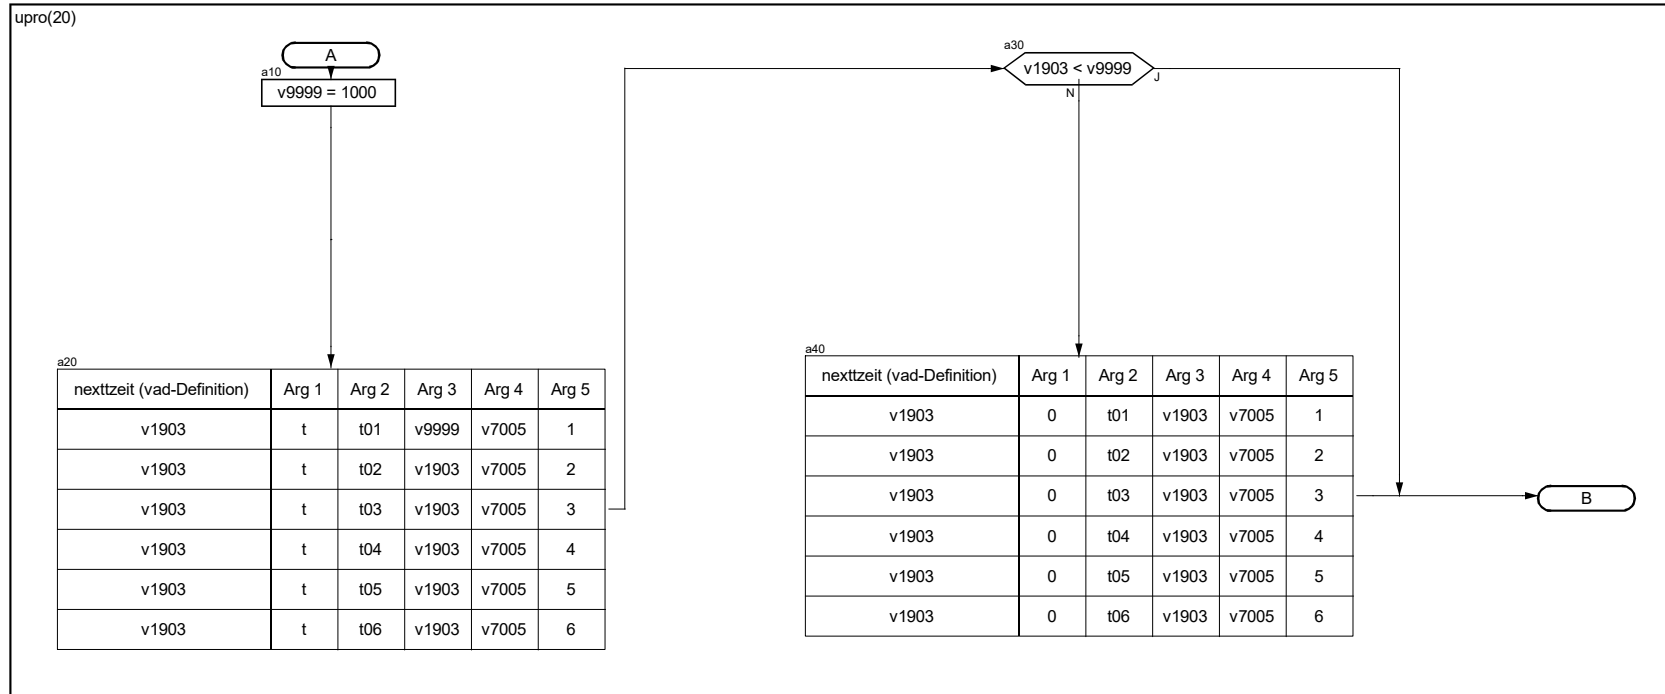 upro(20)
A
a10
v9999 = 1000
a20
nexttzeit (vad-Definition) Arg 1 Arg 2 Arg 3 Arg 4 Arg 5
v1903 t t01 v9999 v7005 1
v1903 t t02 v1903 v7005 2
v1903 t t03 v1903 v7005 3
v1903 t t04 v1903 v7005 4
v1903 t t05 v1903 v7005 5
v1903 t t06 v1903 v7005 6
a30
v1903 < v9999
J
N
a40
nexttzeit (vad-Definition) Arg 1 Arg 2 Arg 3 Arg 4 Arg 5
v1903 0 t01 v1903 v7005 1
v1903 0 t02 v1903 v7005 2
v1903 0 t03 v1903 v7005 3
v1903 0 t04 v1903 v7005 4
v1903 0 t05 v1903 v7005 5
v1903 0 t06 v1903 v7005 6
B